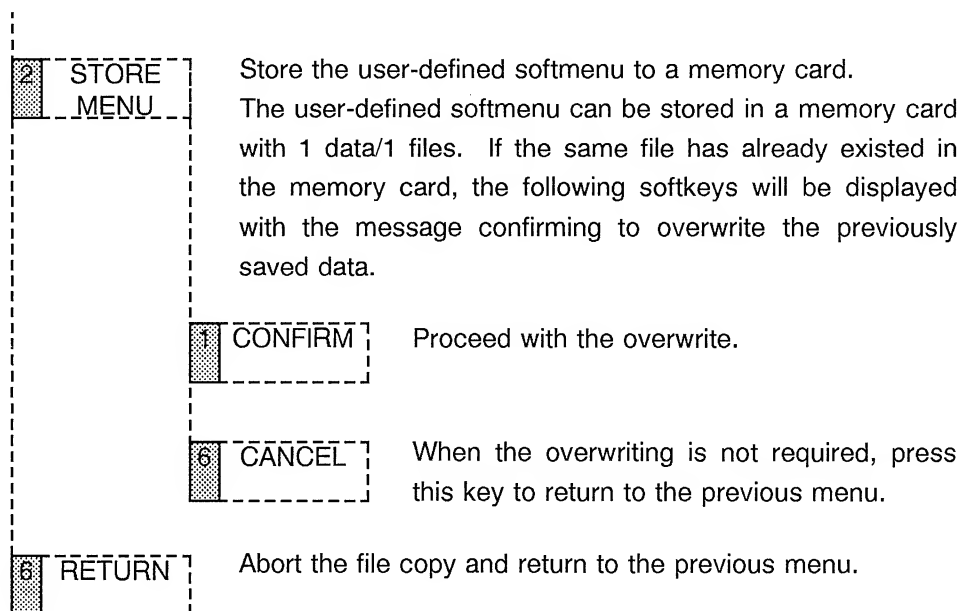 2 STORE MENU
Store the user-defined softmenu to a memory card.
The user-defined softmenu can be stored in a memory card
with 1 data/1 files. If the same file has already existed in
the memory card, the following softkeys will be displayed
with the message confirming to overwrite the previously
saved data.
1 CONFIRM Proceed with the overwrite.
6 CANCEL When the overwriting is not required, press
this key to return to the previous menu.
6 RETURN Abort the file copy and return to the previous menu.